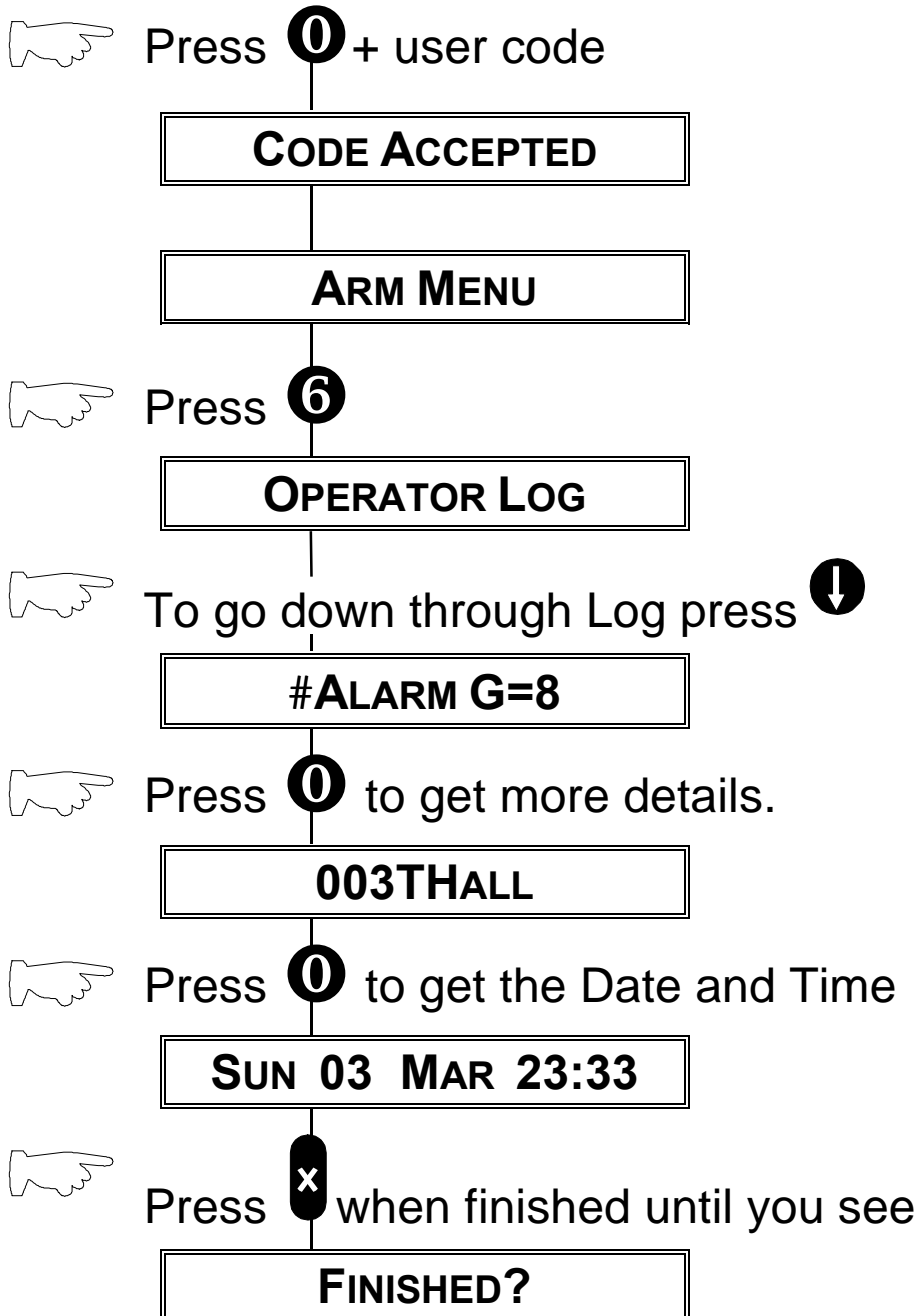 Press 0 + user code
CODE ACCEPTED
ARM MENU
Press 6
OPERATOR LOG
To go down through Log press ↓
#ALARM G=8
Press 0 to get more details.
003THALL
Press 0 to get the Date and Time
SUN 03 MAR 23:33
Press x when finished until you see
FINISHED?